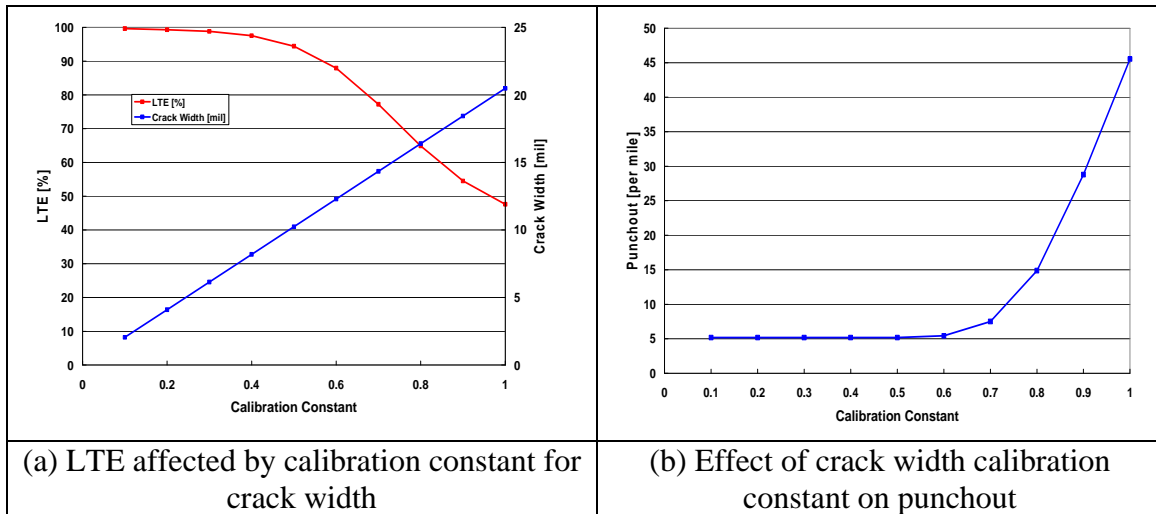 LTE [%]
100
90
80
70
60
50
40
30
20
10
0
LTE [%]
Crack Width [mil]
25
20
15
10
5
0
Crack Width [mil]
0 0.2 0.4 0.6 0.8 1
Calibration Constant
(a) LTE affected by calibration constant for
crack width
Punchout [per mile]
50
45
40
35
30
25
20
15
10
5
0
0 0.1 0.2 0.3 0.4 0.5 0.6 0.7 0.8 0.9 1
Calibration Constant
(b) Effect of crack width calibration
constant on punchout